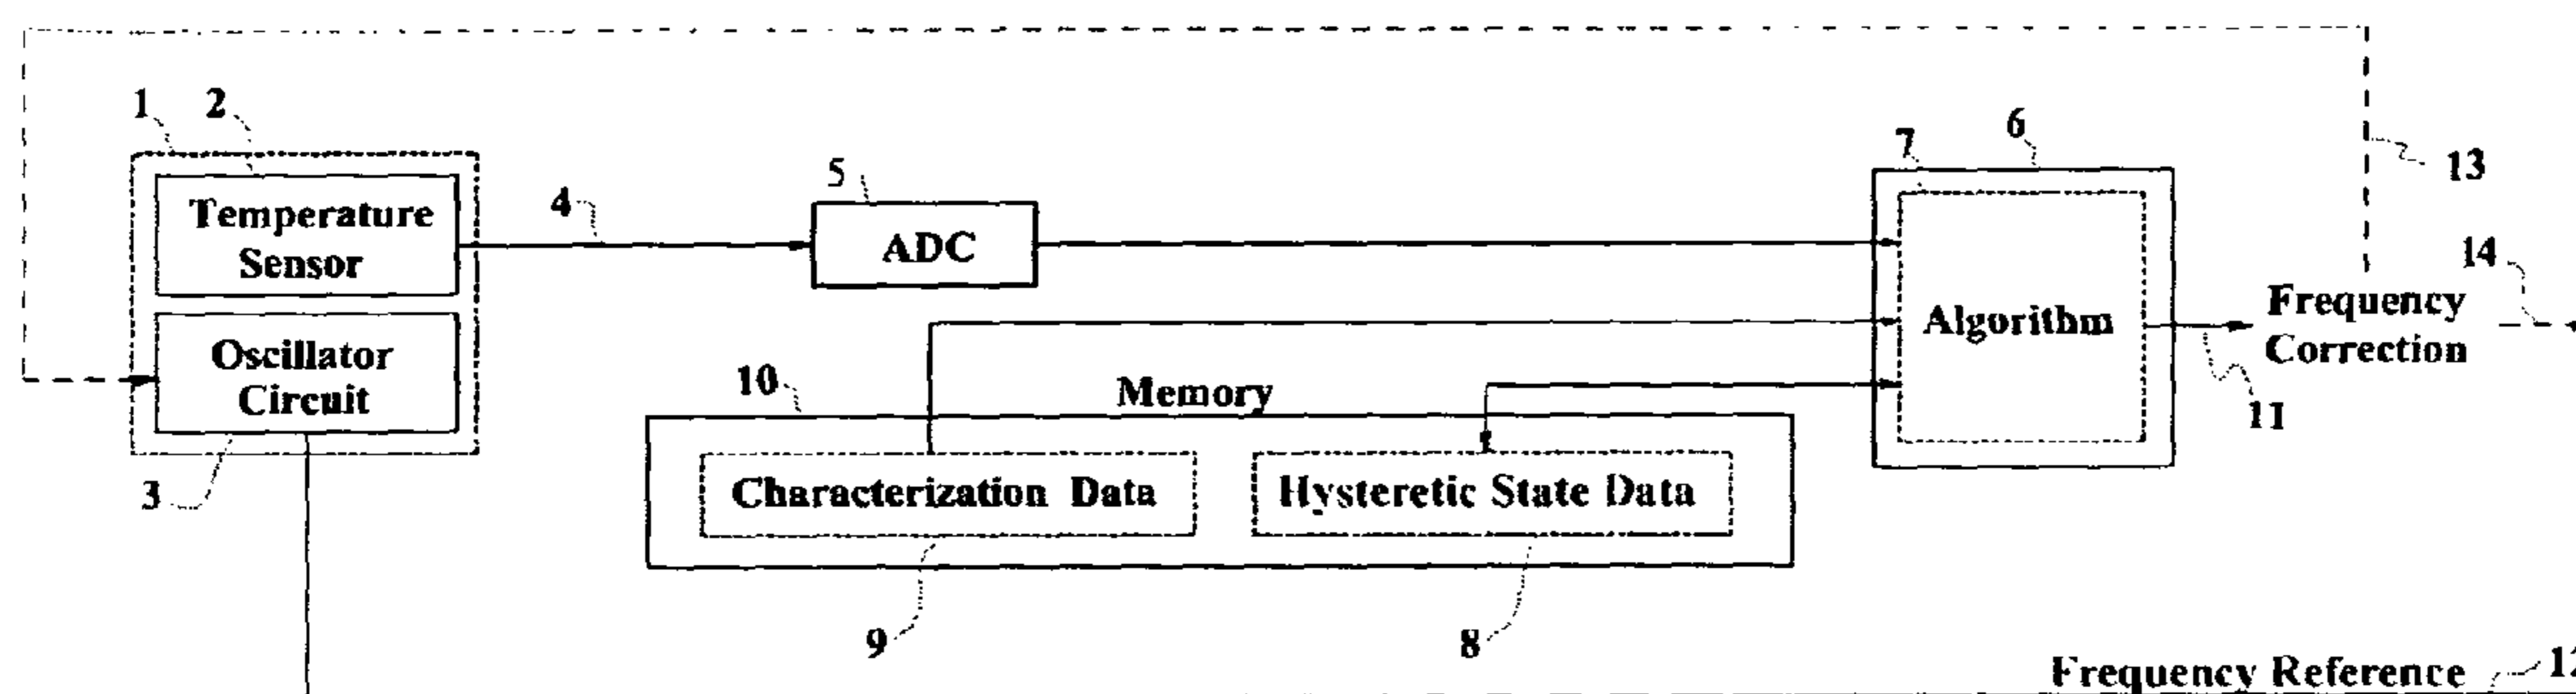 1 2
Temperature
Sensor
Oscillator
Circuit
3
4
5
ADC
6
7
Algorithm
13
14
Frequency
Correction
11
10
Memory
Characterization Data
Hysteretic State Data
9
8
Frequency Reference